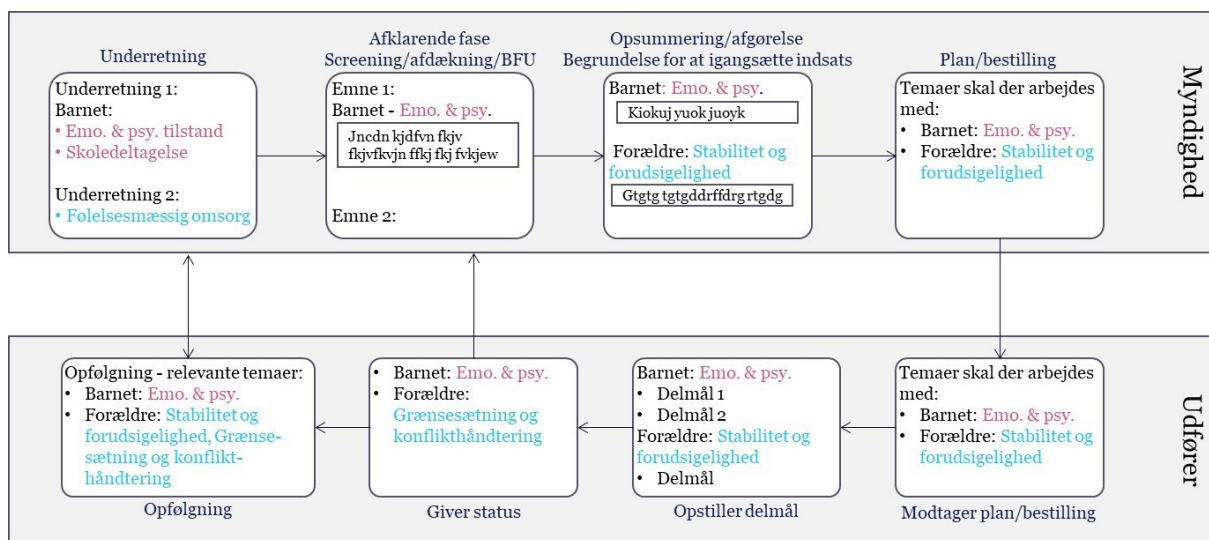 Underretning
Underretning 1:
Barnet:
• Emo. & psy. tilstand
• Skoledeltagelse
Underretning 2:
• Følelsesmæssig omsorg
Afklarende fase
Screening/afdækning/BFU
Emne 1:
Barnet - Emo. & psy.
Jncdn kjdfvn fkjv
fkjvfkvjn ffkj fkj fvkjew
Emne 2:
Opsummering/afgørelse
Begrundelse for at igangsætte indsats
Barnet: Emo. & psy.
Kiokuj yuok juoyk
Forældre: Stabilitet og
forudsigelighed
Gtgtg tgtgddrffdrg rtgdg
Plan/bestilling
Temaer skal der arbejdes
med:
• Barnet: Emo. & psy.
• Forældre: Stabilitet og
forudsigelighed
Myndighed
Opfølgning - relevante temaer:
• Barnet: Emo. & psy.
• Forældre: Stabilitet og
forudsigelighed, Grænse-
sætning og konflikt-
håndtering
Opfølgning
• Barnet: Emo. & psy.
• Forældre:
Grænsesætning og
konflikthåndtering
Giver status
Barnet: Emo. & psy.
• Delmål 1
• Delmål 2
Forældre: Stabilitet og
forudsigelighed
• Delmål
Opstiller delmål
Temaer skal der arbejdes
med:
• Barnet: Emo. & psy.
• Forældre: Stabilitet og
forudsigelighed
Modtager plan/bestilling
Udfører